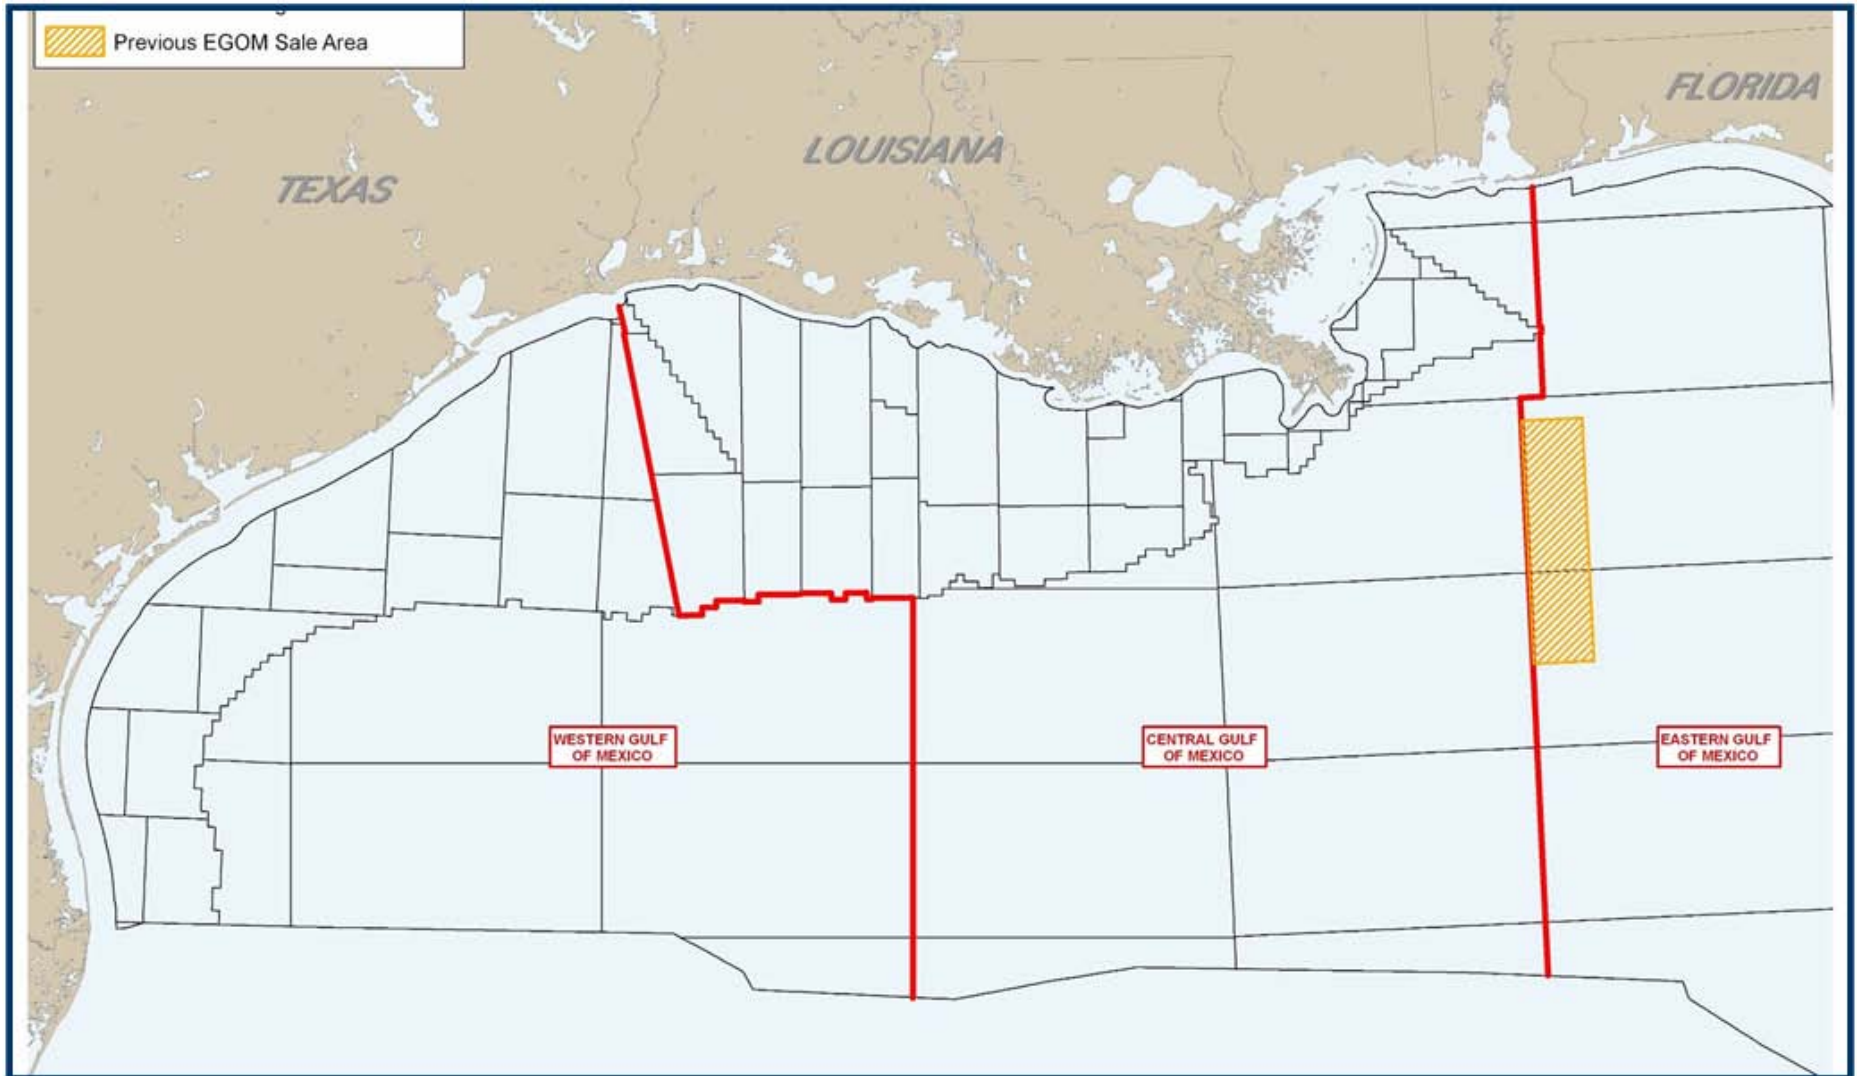 Previous EGOM Sale Area
FLORIDA
LOUISIANA
TEXAS
WESTERN GULF
OF MEXICO
CENTRAL GULF
OF MEXICO
EASTERN GULF
OF MEXICO